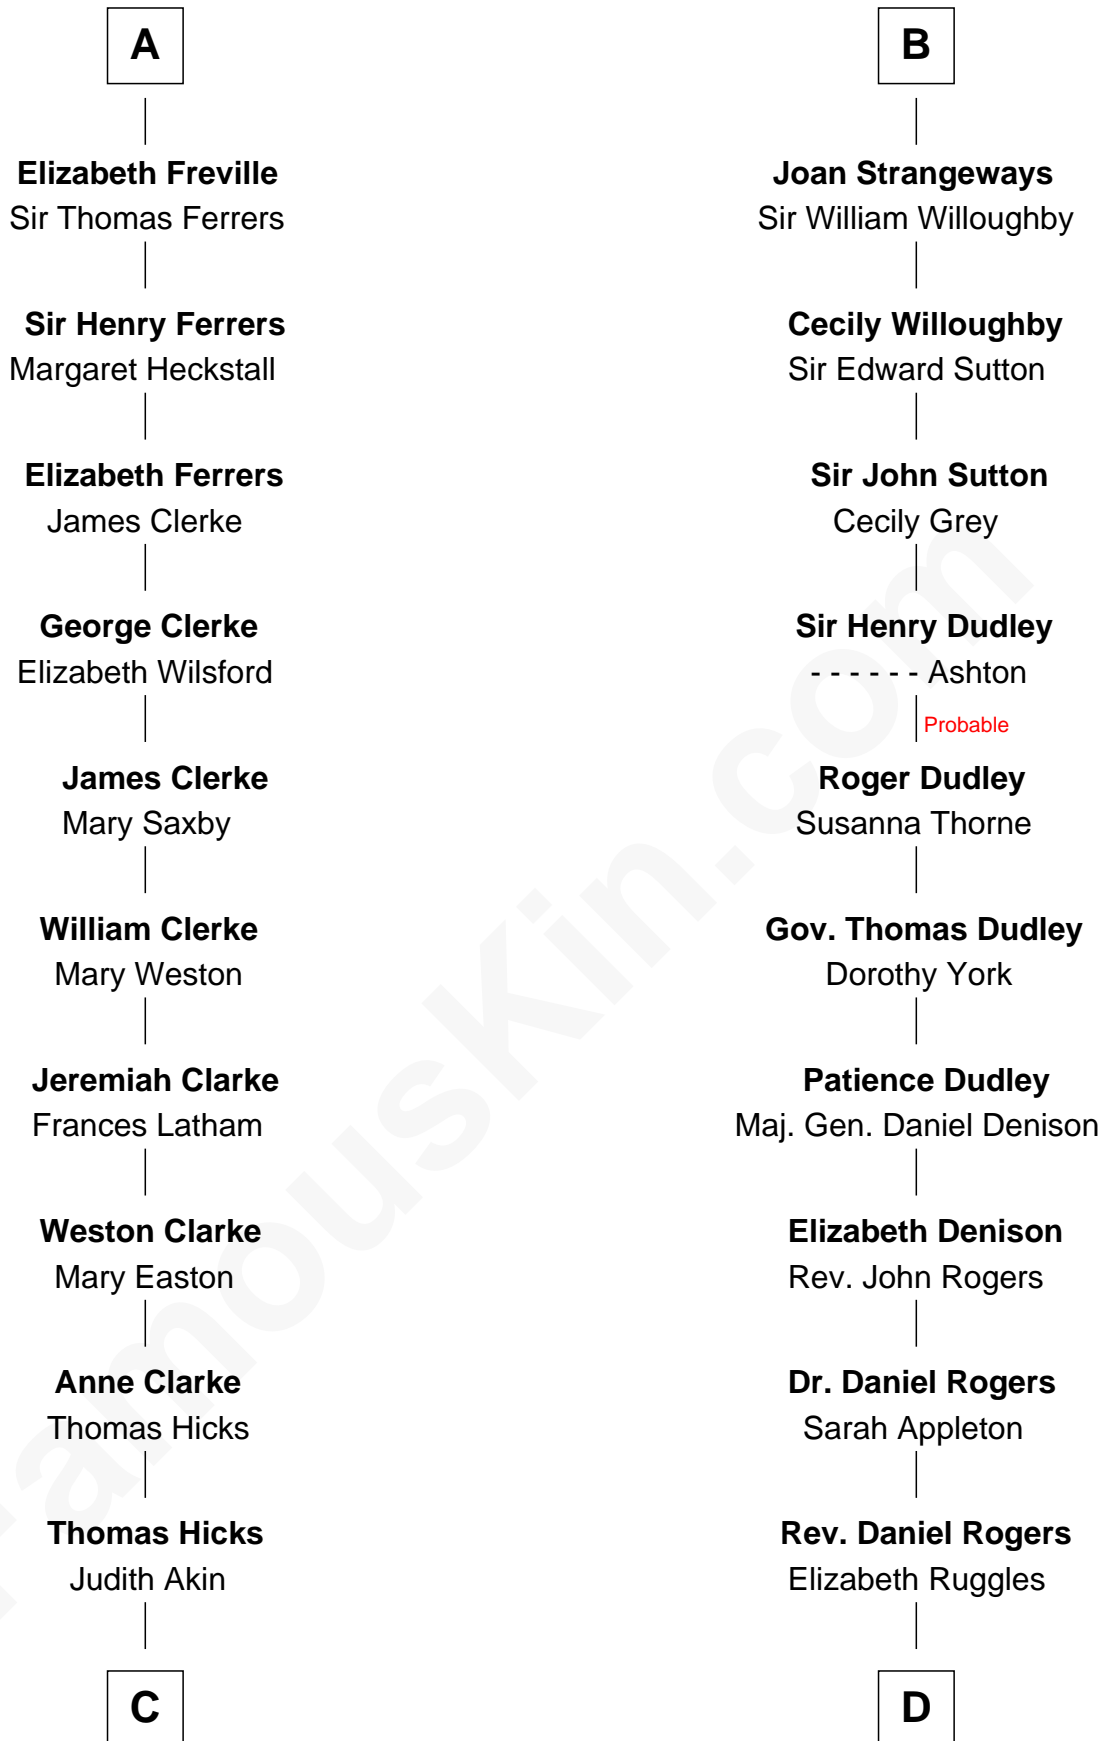 A
Elizabeth Freville
Sir Thomas Ferrers
Sir Henry Ferrers
Margaret Heckstall
Elizabeth Ferrers
James Clerke
George Clerke
Elizabeth Wilsford
James Clerke
Mary Saxby
William Clerke
Mary Weston
Jeremiah Clarke
Frances Latham
Weston Clarke
Mary Easton
Anne Clarke
Thomas Hicks
Thomas Hicks
Judith Akin
C
B
Joan Strangeways
Sir William Willoughby
Cecily Willoughby
Sir Edward Sutton
Sir John Sutton
Cecily Grey
Sir Henry Dudley
- - - - - - Ashton
Probable
Roger Dudley
Susanna Thorne
Gov. Thomas Dudley
Dorothy York
Patience Dudley
Maj. Gen. Daniel Denison
Elizabeth Denison
Rev. John Rogers
Dr. Daniel Rogers
Sarah Appleton
Rev. Daniel Rogers
Elizabeth Ruggles
D
FamousKin.com